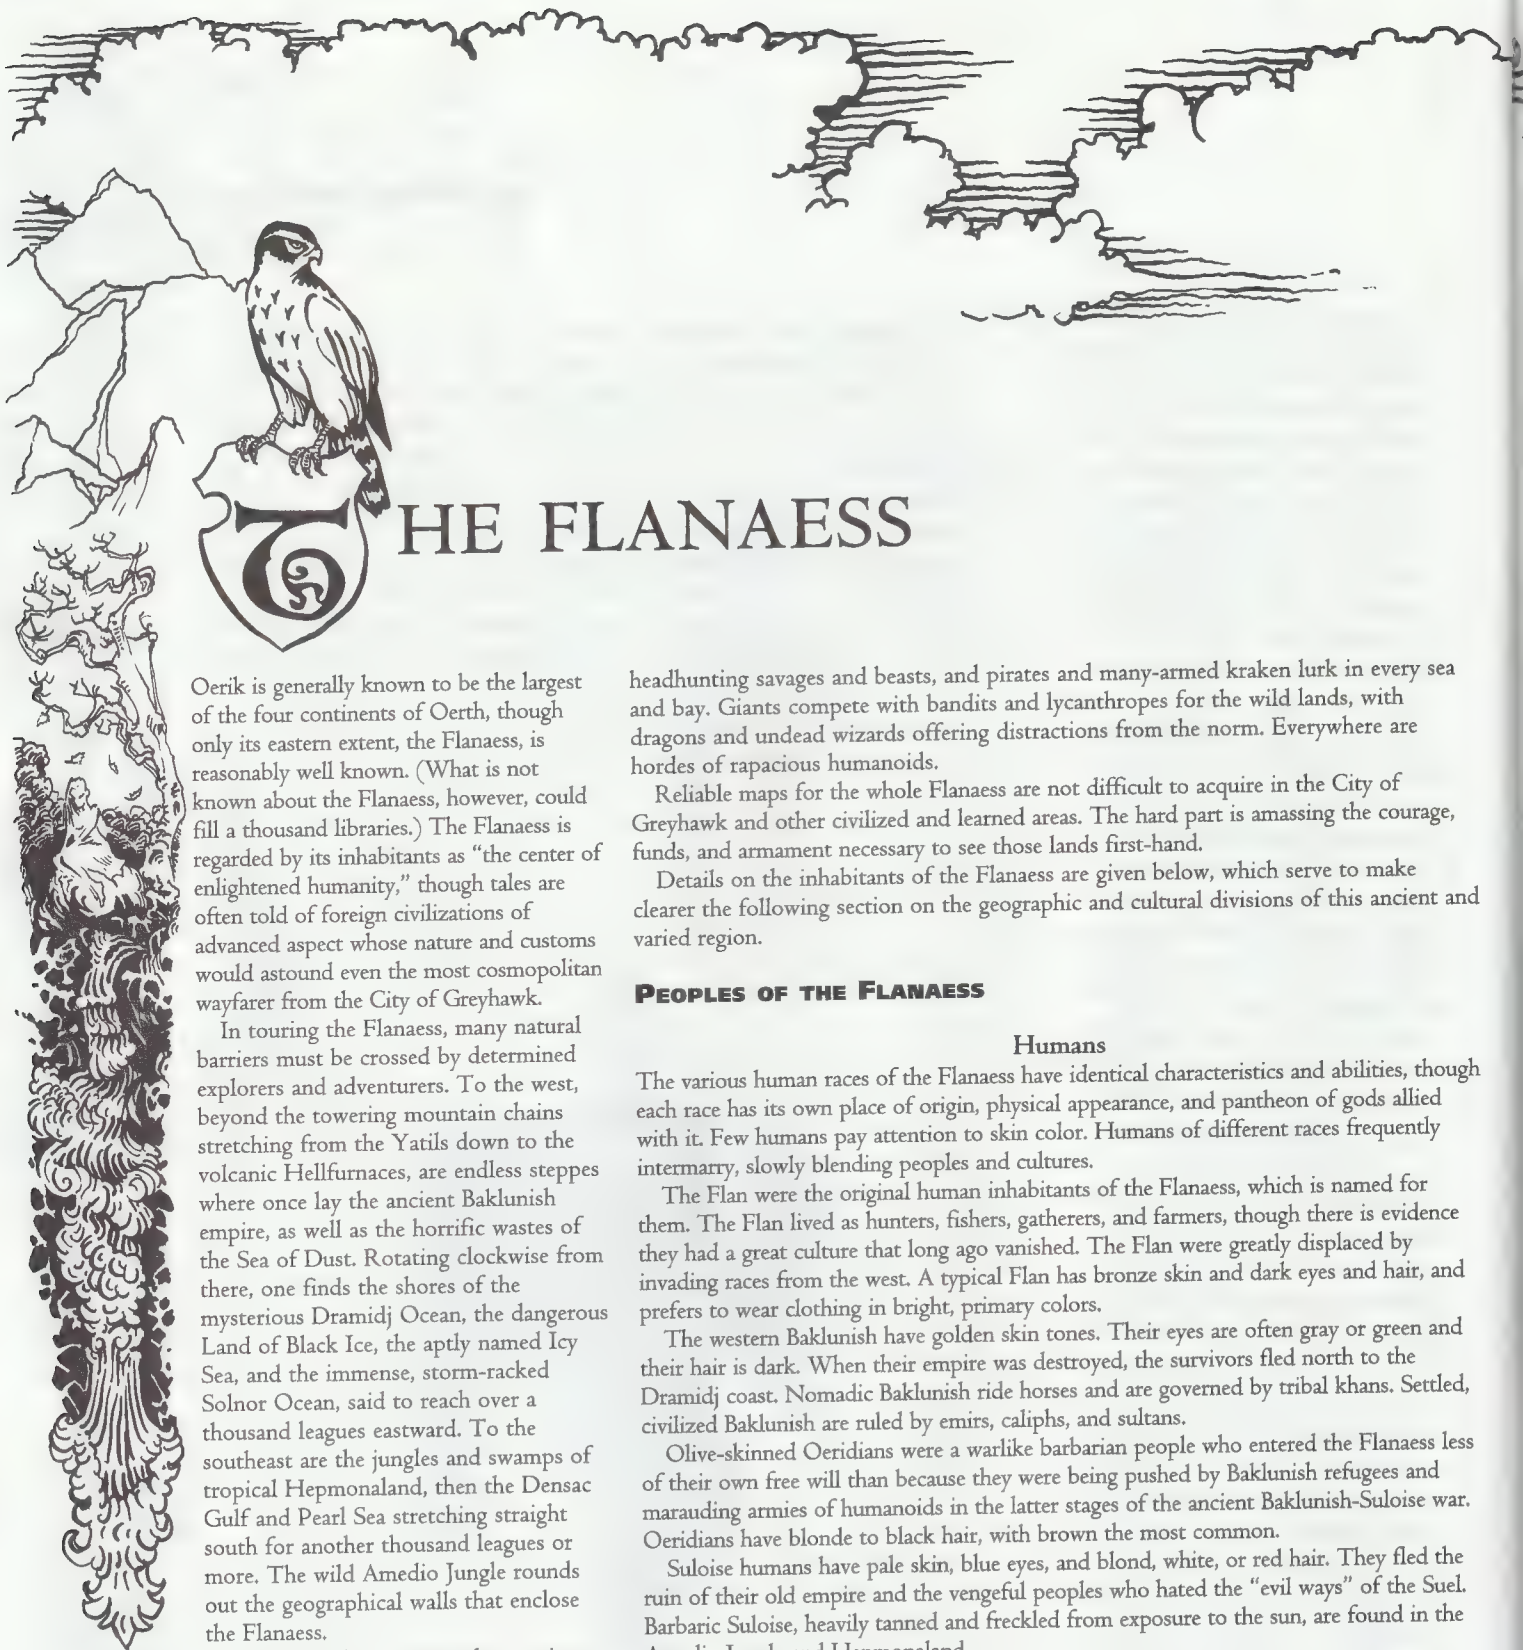 THE FLANAESS
Oerik is generally known to be the largest
of the four continents of Oerth, though
only its eastern extent, the Flanaess, is
reasonably well known. (What is not
known about the Flanaess, however, could
fill a thousand libraries.) The Flanaess is
regarded by its inhabitants as “the center of
enlightened humanity,” though tales are
often told of foreign civilizations of
advanced aspect whose nature and customs
would astound even the most cosmopolitan
wayfarer from the City of Greyhawk.
In touring the Flanaess, many natural
barriers must be crossed by determined
explorers and adventurers. To the west,
beyond the towering mountain chains
stretching from the Yatils down to the
volcanic Hellfurnaces, are endless steppes
where once lay the ancient Baklunish
empire, as well as the horrific wastes of
the Sea of Dust. Rotating clockwise from
there, one finds the shores of the
mysterious Dramidj Ocean, the dangerous
Land of Black Ice, the aptly named Icy
Sea, and the immense, storm-racked
Solnor Ocean, said to reach over a
thousand leagues eastward. To the
southeast are the jungles and swamps of
tropical Hepmonaland, then the Densac
Gulf and Pearl Sea stretching straight
south for another thousand leagues or
more. The wild Amedio Jungle rounds
out the geographical walls that enclose
the Flanaess.
headhunting savages and beasts, and pirates and many-armed kraken lurk in every sea
and bay. Giants compete with bandits and lycanthropes for the wild lands, with
dragons and undead wizards offering distractions from the norm. Everywhere are
hordes of rapacious humanoids.
Reliable maps for the whole Flanaess are not difficult to acquire in the City of
Greyhawk and other civilized and learned areas. The hard part is amassing the courage,
funds, and armament necessary to see those lands first-hand.
Details on the inhabitants of the Flanaess are given below, which serve to make
clearer the following section on the geographic and cultural divisions of this ancient and
varied region.
PEOPLES OF THE FLANAESS
Humans
The various human races of the Flanaess have identical characteristics and abilities, though
each race has its own place of origin, physical appearance, and pantheon of gods allied
with it. Few humans pay attention to skin color. Humans of different races frequently
intermarry, slowly blending peoples and cultures.
The Flan were the original human inhabitants of the Flanaess, which is named for
them. The Flan lived as hunters, fishers, gatherers, and farmers, though there is evidence
they had a great culture that long ago vanished. The Flan were greatly displaced by
invading races from the west. A typical Flan has bronze skin and dark eyes and hair, and
prefers to wear clothing in bright, primary colors.
The western Baklunish have golden skin tones. Their eyes are often gray or green and
their hair is dark. When their empire was destroyed, the survivors fled north to the
Dramidj coast. Nomadic Baklunish ride horses and are governed by tribal khans. Settled,
civilized Baklunish are ruled by emirs, caliphs, and sultans.
Olive-skinned Oeridians were a warlike barbarian people who entered the Flanaess less
of their own free will than because they were being pushed by Baklunish refugees and
marauding armies of humanoids in the latter stages of the ancient Baklunish-Suloise war.
Oeridians have blonde to black hair, with brown the most common.
Suloise humans have pale skin, blue eyes, and blond, white, or red hair. They fled the
ruin of their old empire and the vengeful peoples who hated the “evil ways” of the Suel.
Barbaric Suloise, heavily tanned and freckled from exposure to the sun, are found in the